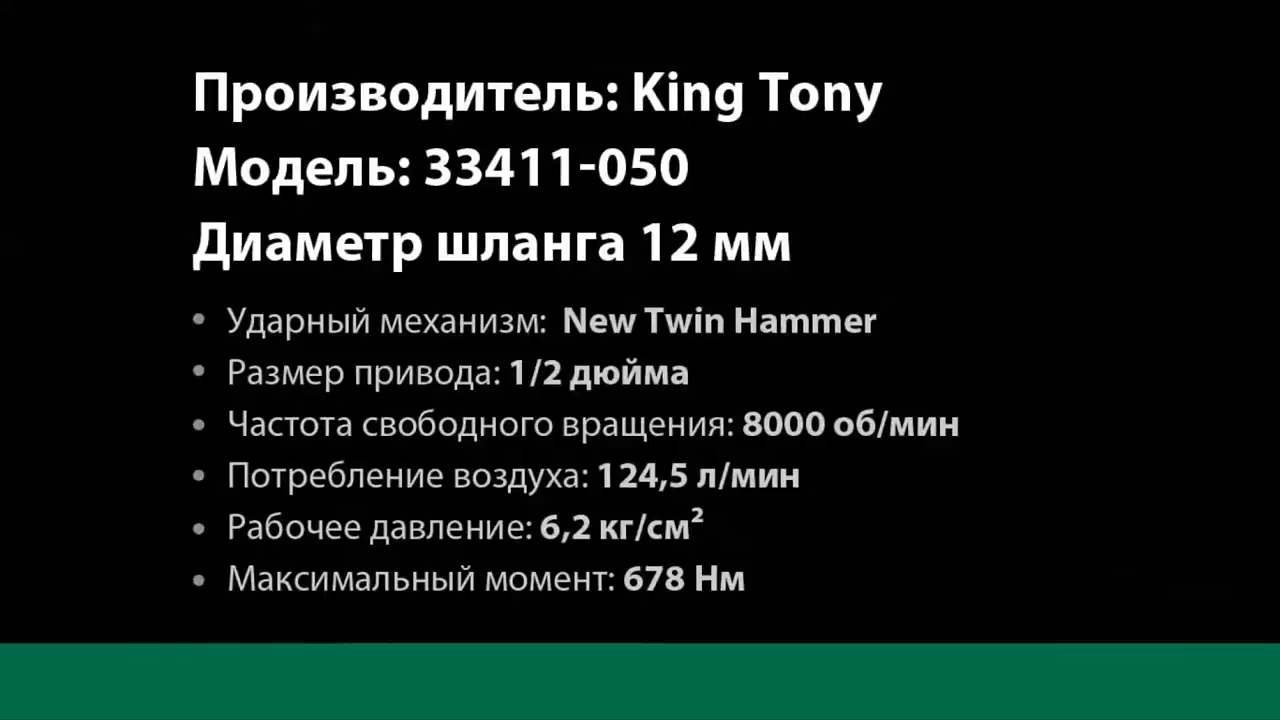 Производитель: King Tony
Модель: 33411-050
Диаметр шланга 12 мм
• Ударный механизм: New Twin Hammer
• Размер привода: 1/2 дюйма
• Частота свободного вращения: 8000 об/мин
• Потребление воздуха: 124,5 л/мин
• Рабочее давление: 6,2 кг/см²
• Максимальный момент: 678 Нм